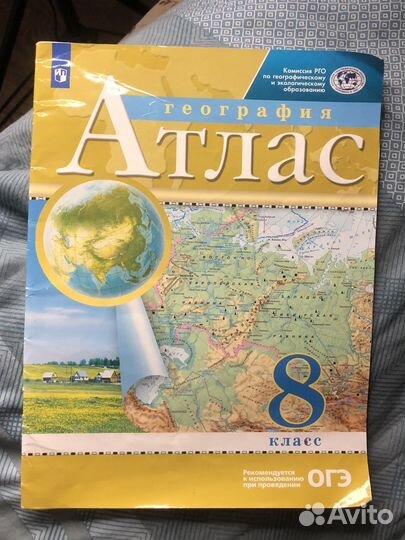 Комиссия РГО
по географическому
и экологическому
образованию
география
Атлас
8
класс
Рекомендуется
к использованию
при проведении
ОГЭ
Avito